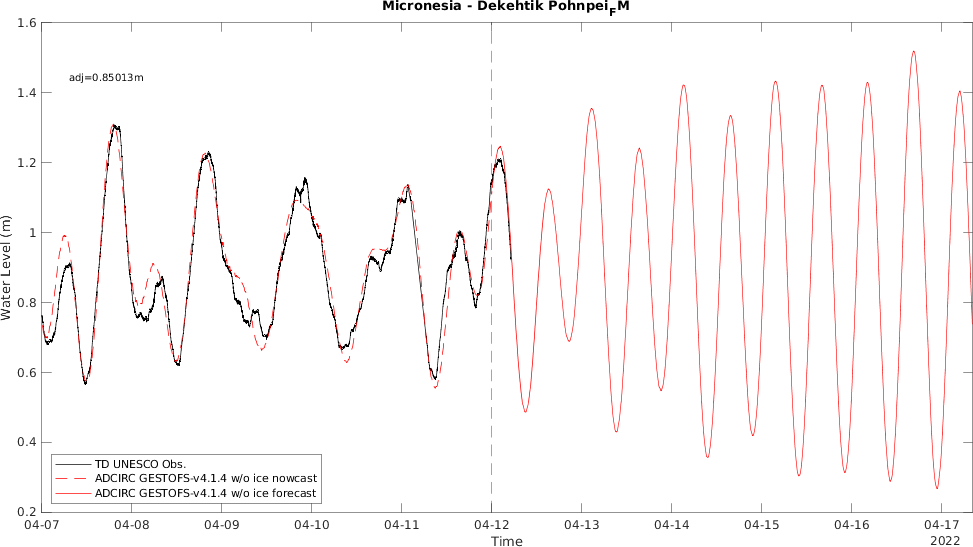 Micronesia - Dekehtik Pohnpei_FM
1.6
1.4
1.2
1
0.8
0.6
0.4
0.2
Water Level (m)
adj=0.85013m
TD UNESCO Obs.
ADCIRC GESTOFS-v4.1.4 w/o ice nowcast
ADCIRC GESTOFS-v4.1.4 w/o ice forecast
04-07 04-08 04-09 04-10 04-11 04-12 04-13 04-14 04-15 04-16 04-17
Time
2022